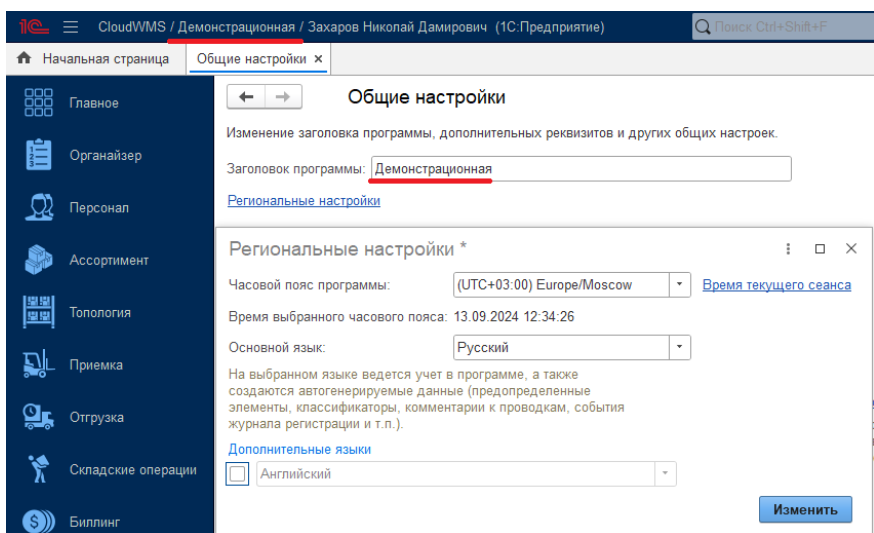 1C CloudWMS / Демонстрационная / Захаров Николай Дамирович (1С:Предприятие) Поиск Ctrl+Shift+F
Начальная страница Общие настройки ×
Главное
Органайзер
Персонал
Ассортимент
Топология
Приемка
Отгрузка
Складские операции
Биллинг
Общие настройки
Изменение заголовка программы, дополнительных реквизитов и других общих настроек.
Заголовок программы: Демонстрационная
Региональные настройки
Региональные настройки *
Часовой пояс программы: (UTC+03:00) Europe/Moscow Время текущего сеанса
Время выбранного часового пояса: 13.09.2024 12:34:26
Основной язык: Русский
На выбранном языке ведется учет в программе, а также
создаются автогенерируемые данные (предопределенные
элементы, классификаторы, комментарии к проводкам, события
журнала регистрации и т.п.).
Дополнительные языки
Английский
Изменить